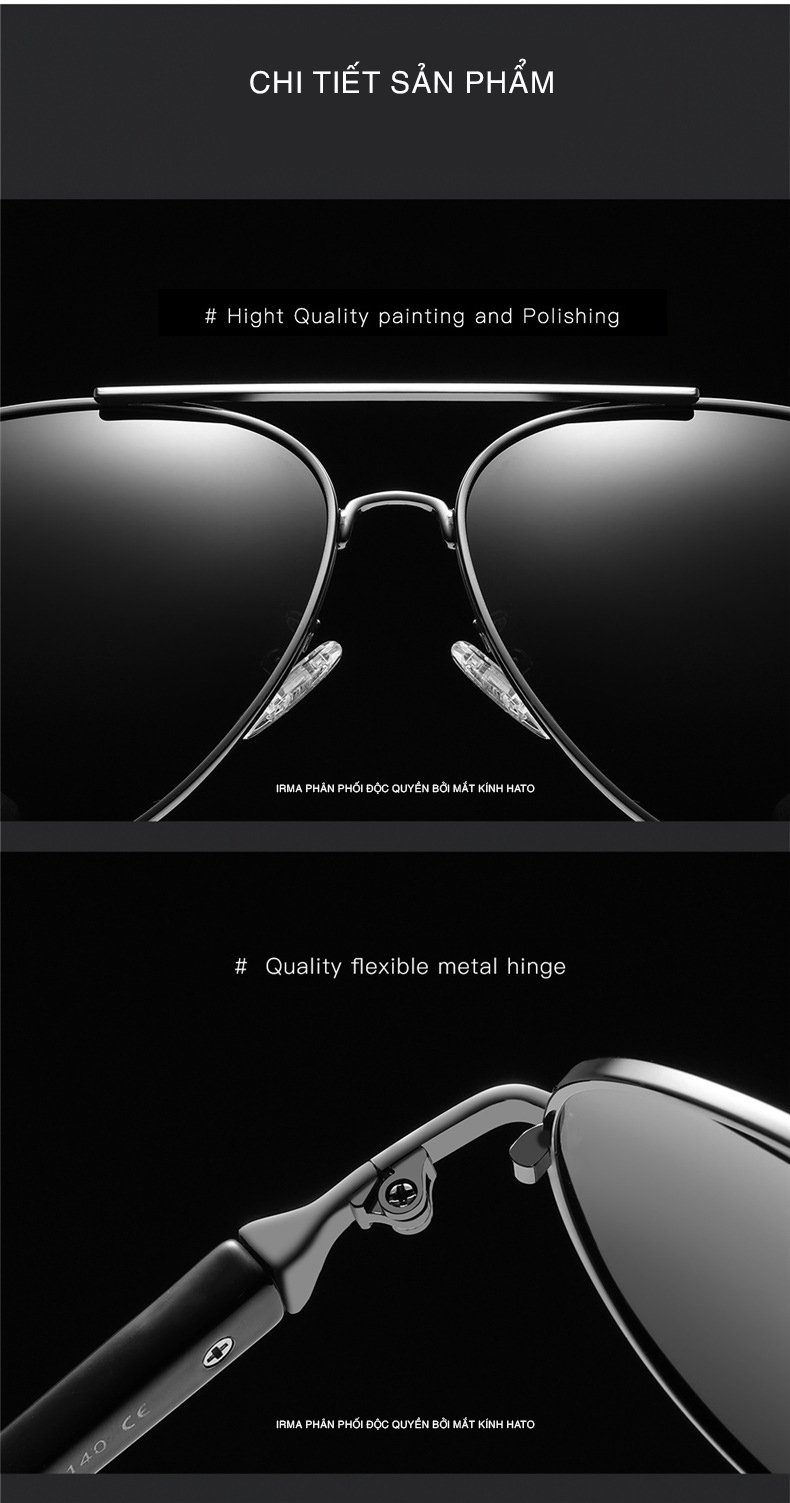 CHI TIẾT SẢN PHẨM
# Hight Quality painting and Polishing
IRMA PHÂN PHỐI ĐỘC QUYỀN BỞI MẮT KÍNH HATO
# Quality flexible metal hinge
140 CE
IRMA PHÂN PHỐI ĐỘC QUYỀN BỞI MẮT KÍNH HATO